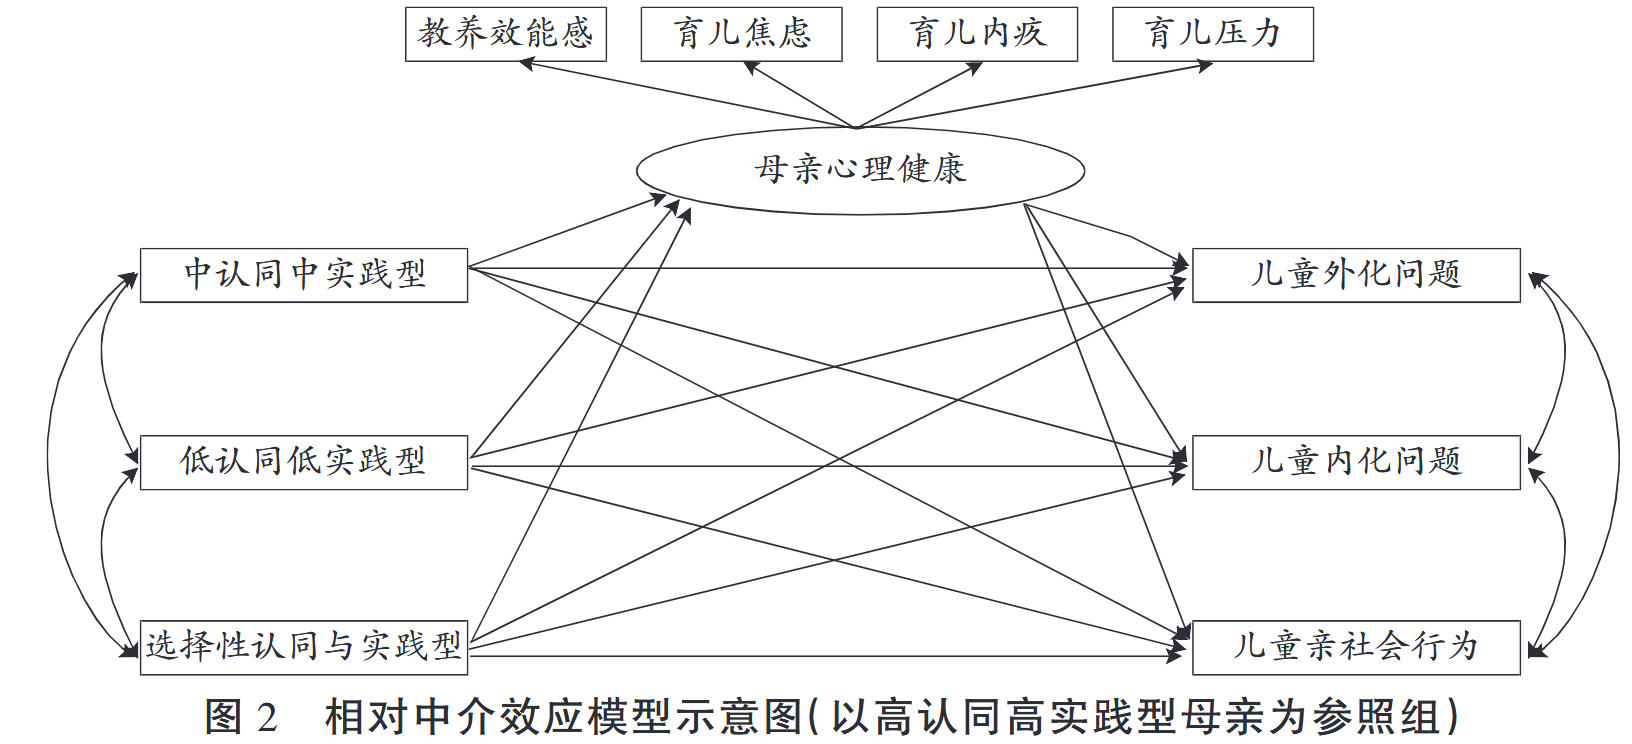 教养效能感
育儿焦虑
育儿内疚
育儿压力
母亲心理健康
中认同中实践型
儿童外化问题
低认同低实践型
儿童内化问题
选择性认同与实践型
儿童亲社会行为
图 2 相对中介效应模型示意图(以高认同高实践型母亲为参照组)